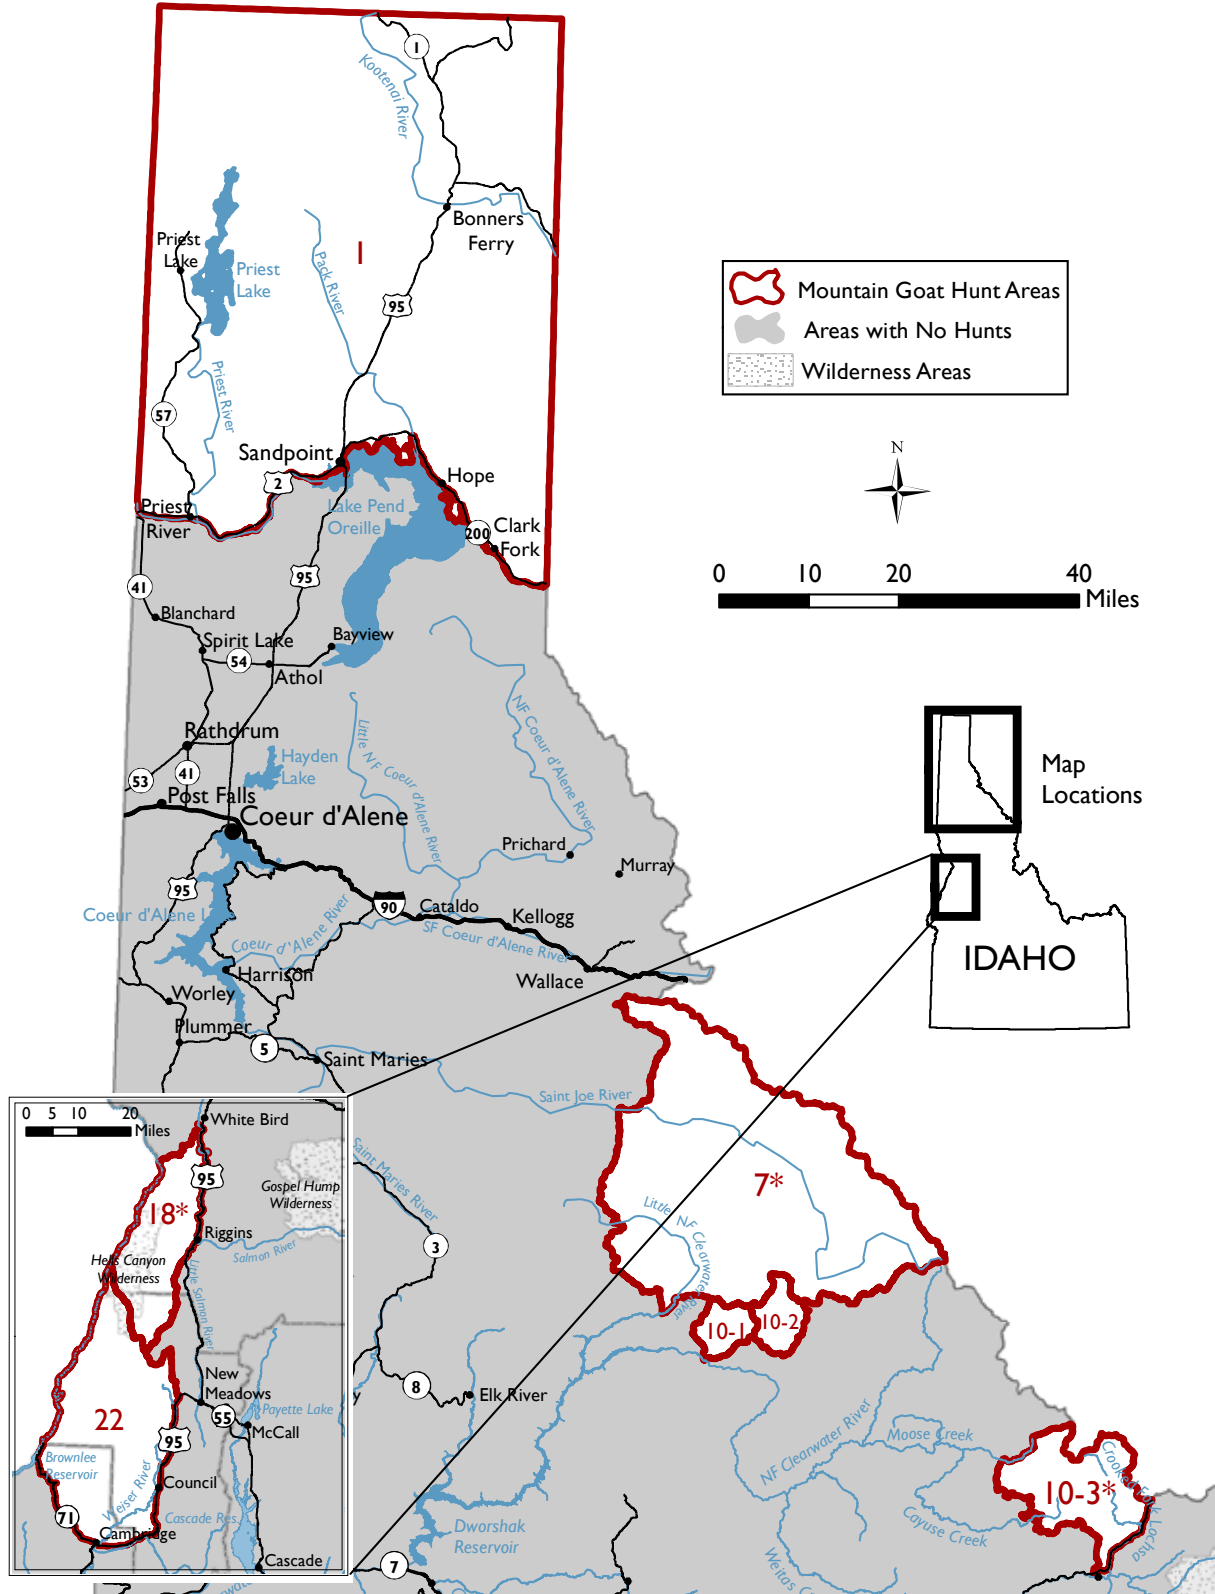 1
Kootenai River
Bonners
Ferry
Priest
Lake
Priest
Lake
Pack River
1
95
Priest River
57
Sandpoint
2
Hope
Lake Pend
Oreille
Priest
River
200
Clark
Fork
95
41
Blanchard
Spirit Lake
Bayview
54
Athol
NF Coeur d'Alene River
Little NF Coeur d'Alene River
Rathdrum
Hayden
Lake
53
41
Post Falls
Coeur d'Alene
Prichard
Murray
95
90
Cataldo
Kellogg
Coeur d'Alene L
Coeur d'Alene River
SF Coeur d'Alene River
Harrison
Wallace
Worley
Plummer
5
Saint Maries
Saint Joe River
Saint Maries River
3
7*
Little NF Clearwater River
10-1
10-2
8
Elk River
NF Clearwater River
Moose Creek
Crooked Fork Lochsa
10-3*
Cayuse Creek
Dworshak
Reservoir
7
Mountain Goat Hunt Areas
Areas with No Hunts
Wilderness Areas
N
0 10 20 40
Miles
Map
Locations
IDAHO
0 5 10 20
Miles
White Bird
95
Gospel Hump
Wilderness
18*
Riggins
Salmon River
Hells Canyon
Wilderness
Little Salmon River
New
Meadows
55
Payette Lake
McCall
22
95
Brownlee
Reservoir
Weiser River
Council
71
Cascade Res.
Cambridge
Cascade